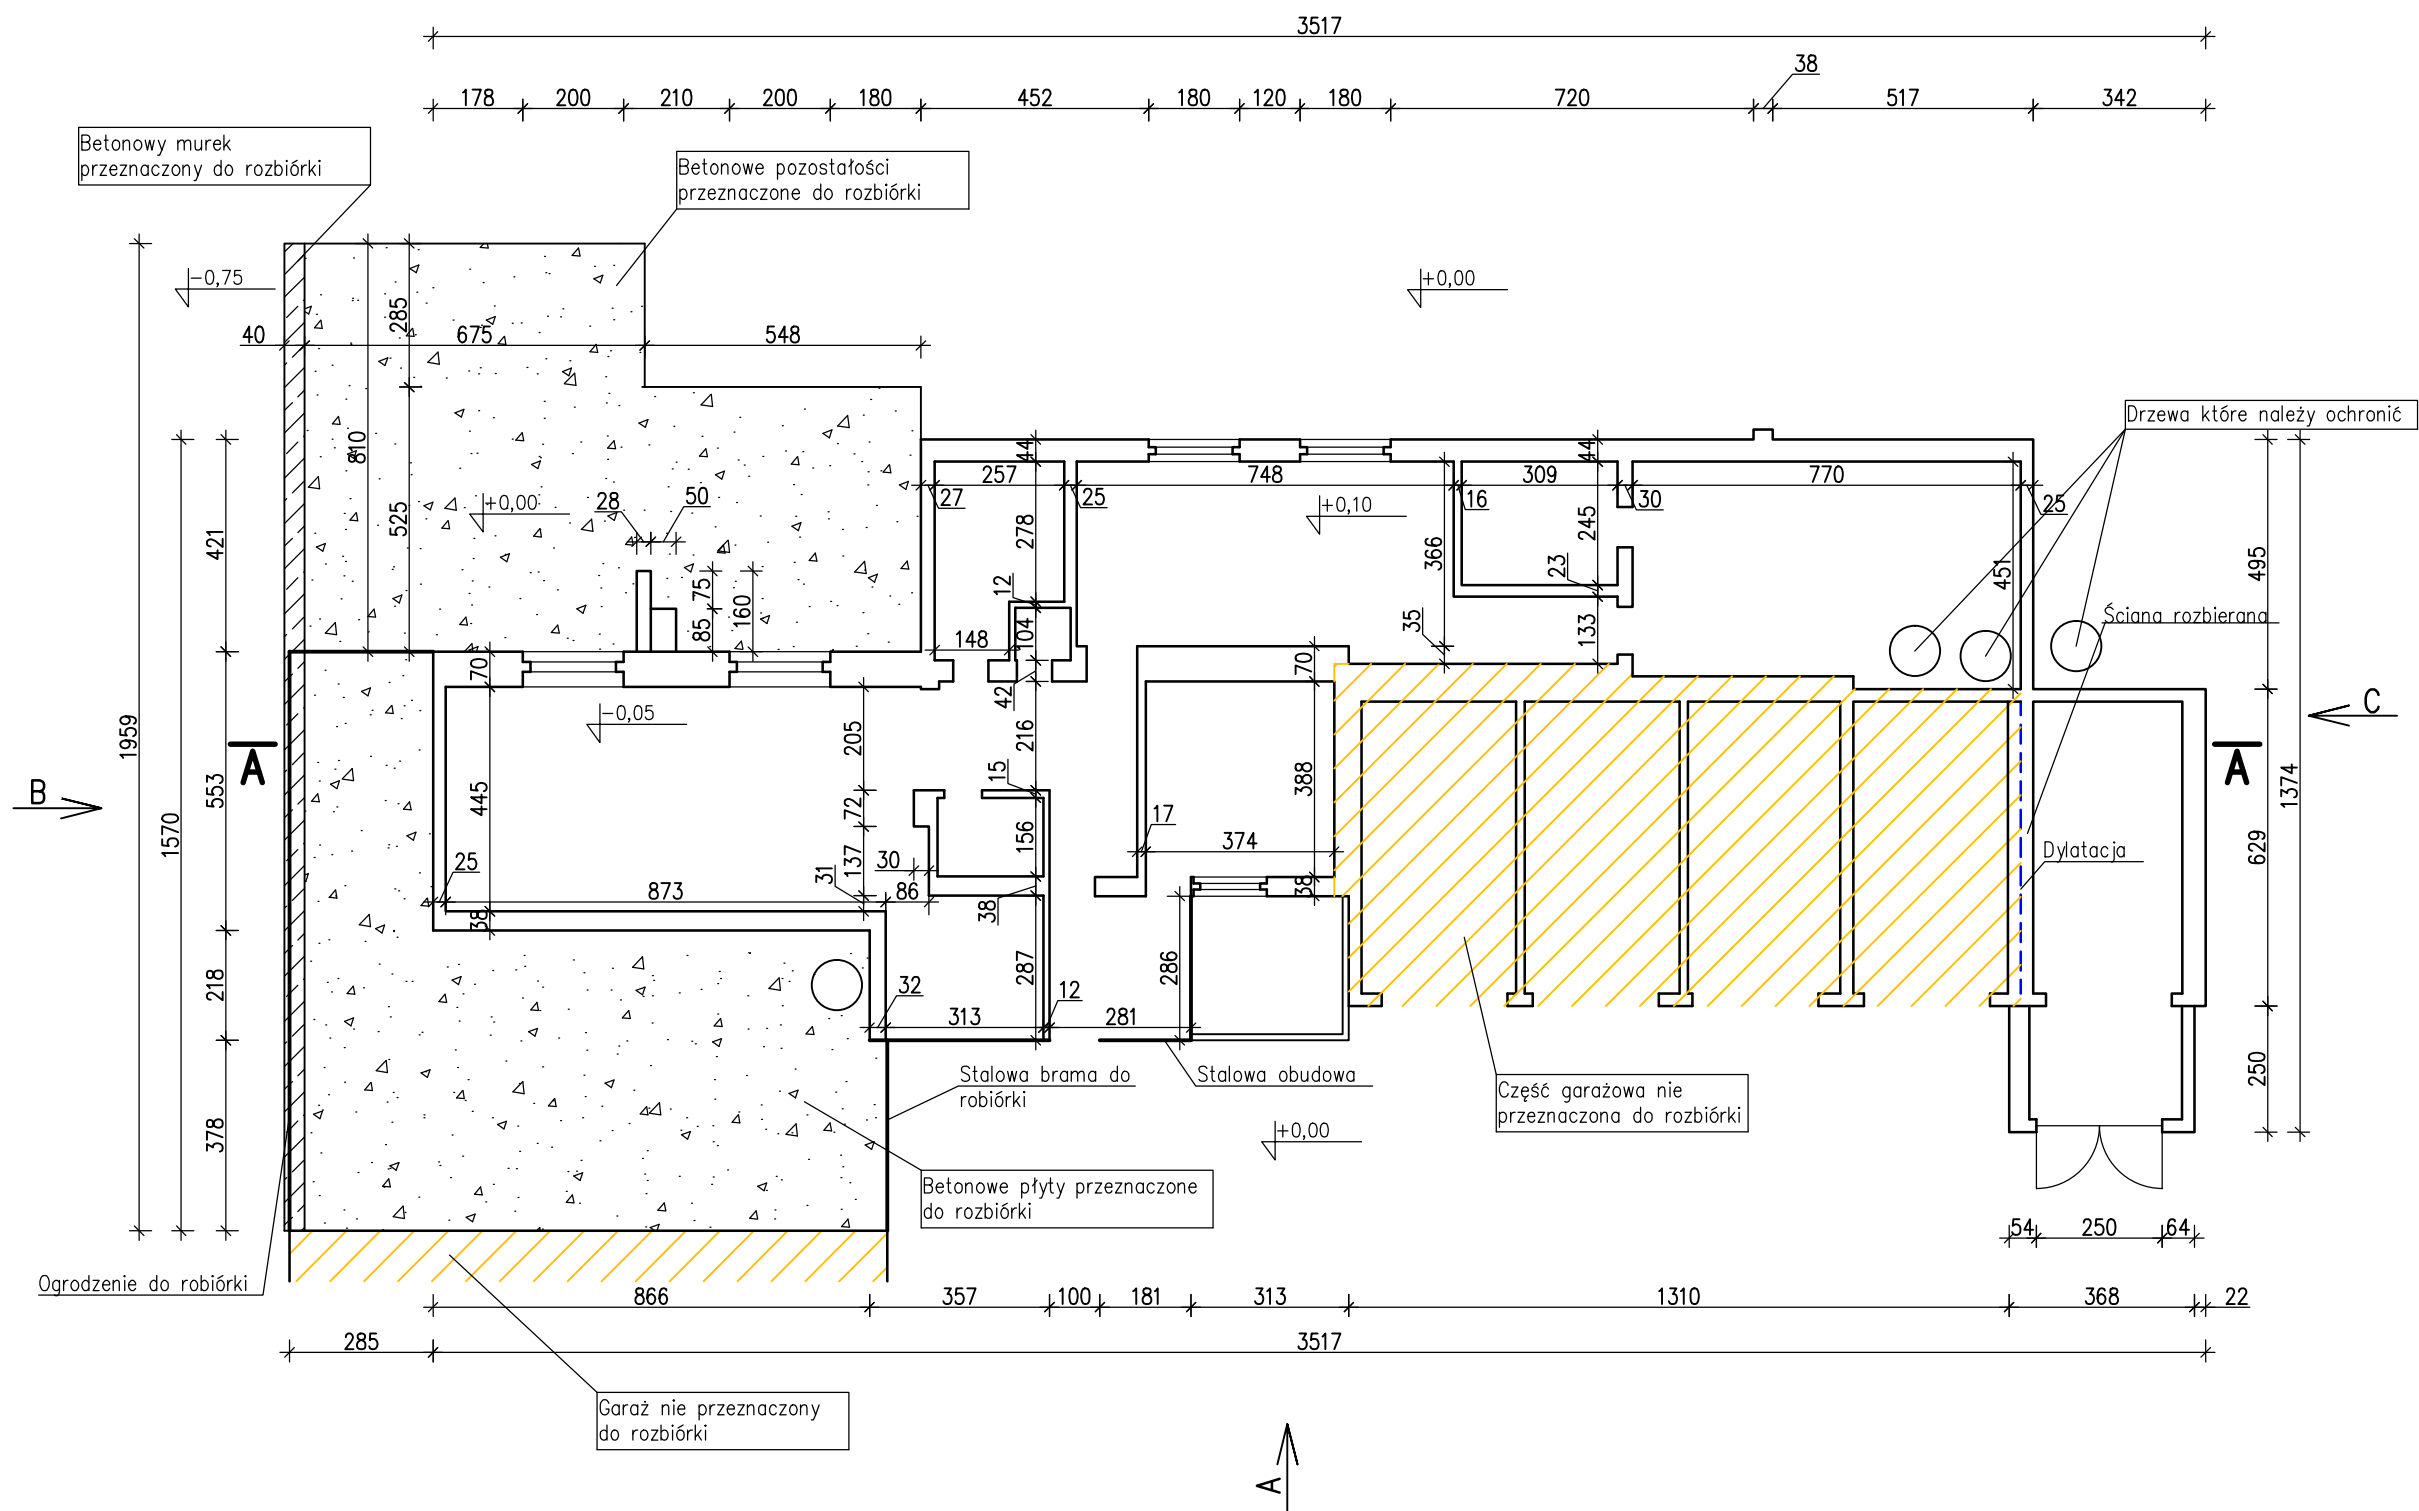 3517
38
178 200 210 200 180 452 180 120 180 720 517 342
Betonowy murek
przeznaczony do rozbiórki
Betonowe pozostałości
przeznaczone do rozbiórki
-0,75
+0,00
285
40 675 548
Drzewa które należy ochronić
810
44
44
257 748 309 770
27 25 16 30 25
+0,00
28 50
+0,10
525
421
278
366
245
23
451
495
12
75
160
85
104
148
35
133
Ściana rozbierana
70
70
42
-0,05
C
1959
205
216
A
A
B
553
445
15
388
1374
1570
72
156
17
374
137
30
31
25
629
Dylatacja
873
86
38
38
38
218
32
287
12
286
313 281
250
Stalowa brama do
robiórki
Stalowa obudowa
Część garażowa nie
przeznaczona do rozbiórki
378
+0,00
Betonowe płyty przeznaczone
do rozbiórki
54 250 64
Ogrodzenie do robiórki
866 357 100 181 313 1310 368 22
285 3517
Garaż nie przeznaczony
do rozbiórki
A